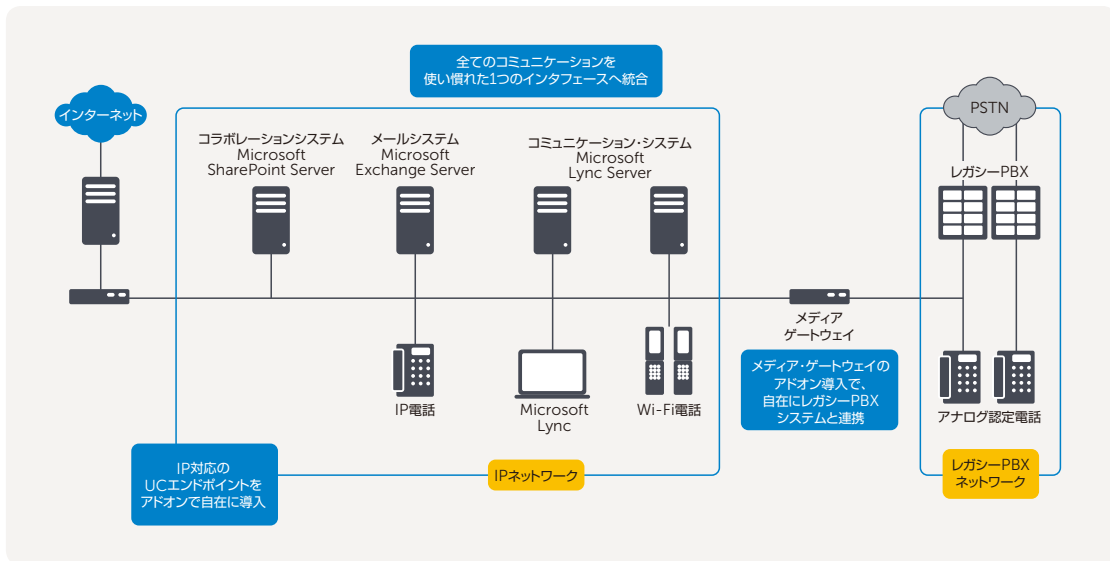 全てのコミュニケーションを
使い慣れた1つのインタフェースへ統合
インターネット
PSTN
コラボレーションシステム
Microsoft
SharePoint Server
メールシステム
Microsoft
Exchange Server
コミュニケーション・システム
Microsoft
Lync Server
レガシーPBX
メディア
ゲートウェイ
メディア・ゲートウェイの
アドオン導入で、
自在にレガシーPBX
システムと連携
IP電話
Microsoft
Lync
Wi-Fi電話
アナログ認定電話
IP対応の
UCエンドポイントを
アドオンで自在に導入
IPネットワーク
レガシーPBX
ネットワーク